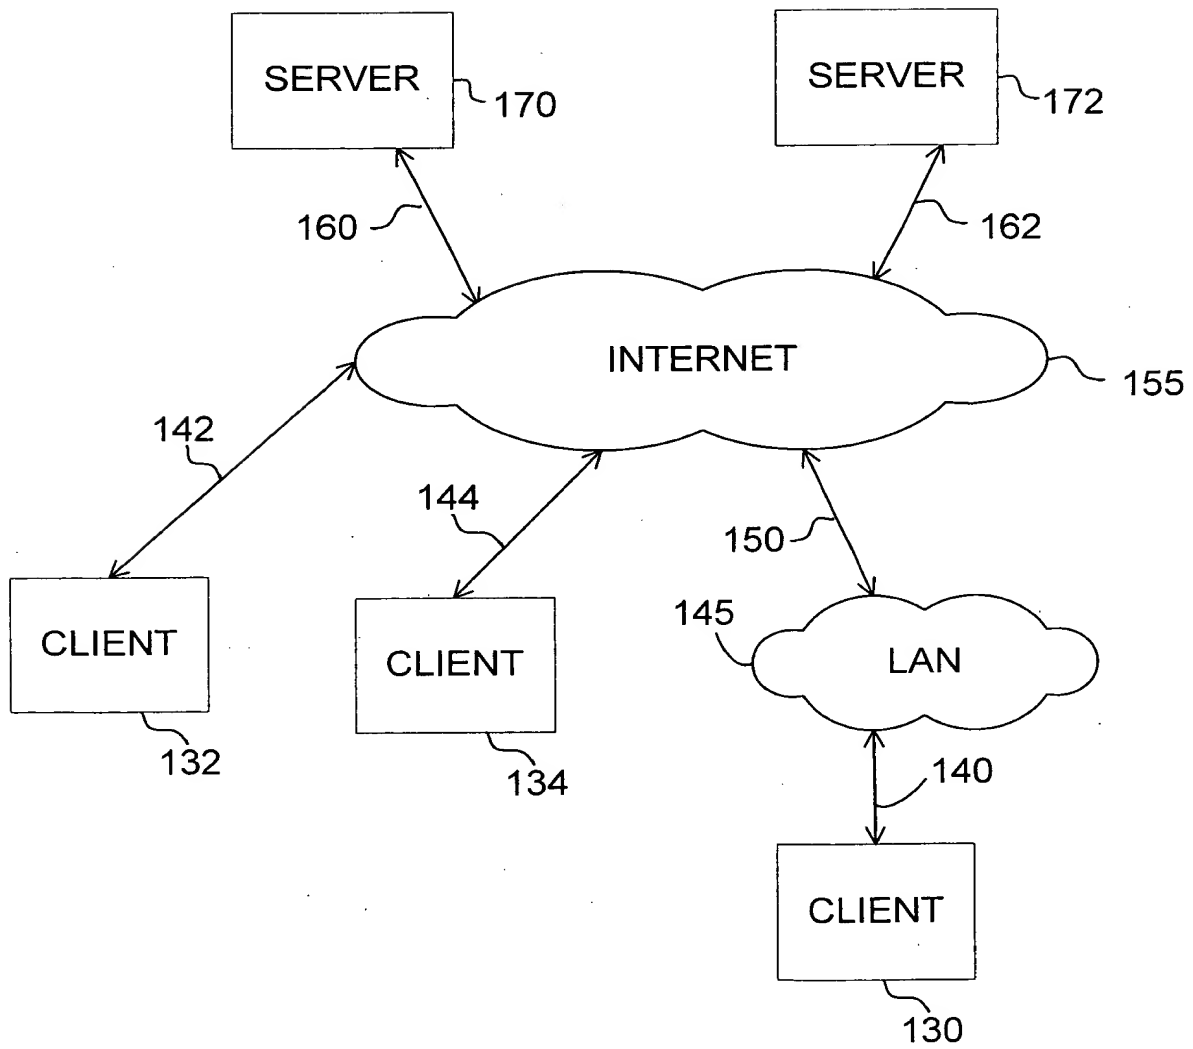 SERVER
170
SERVER
172
160
162
INTERNET
155
142
144
150
145
LAN
CLIENT
132
CLIENT
134
140
CLIENT
130